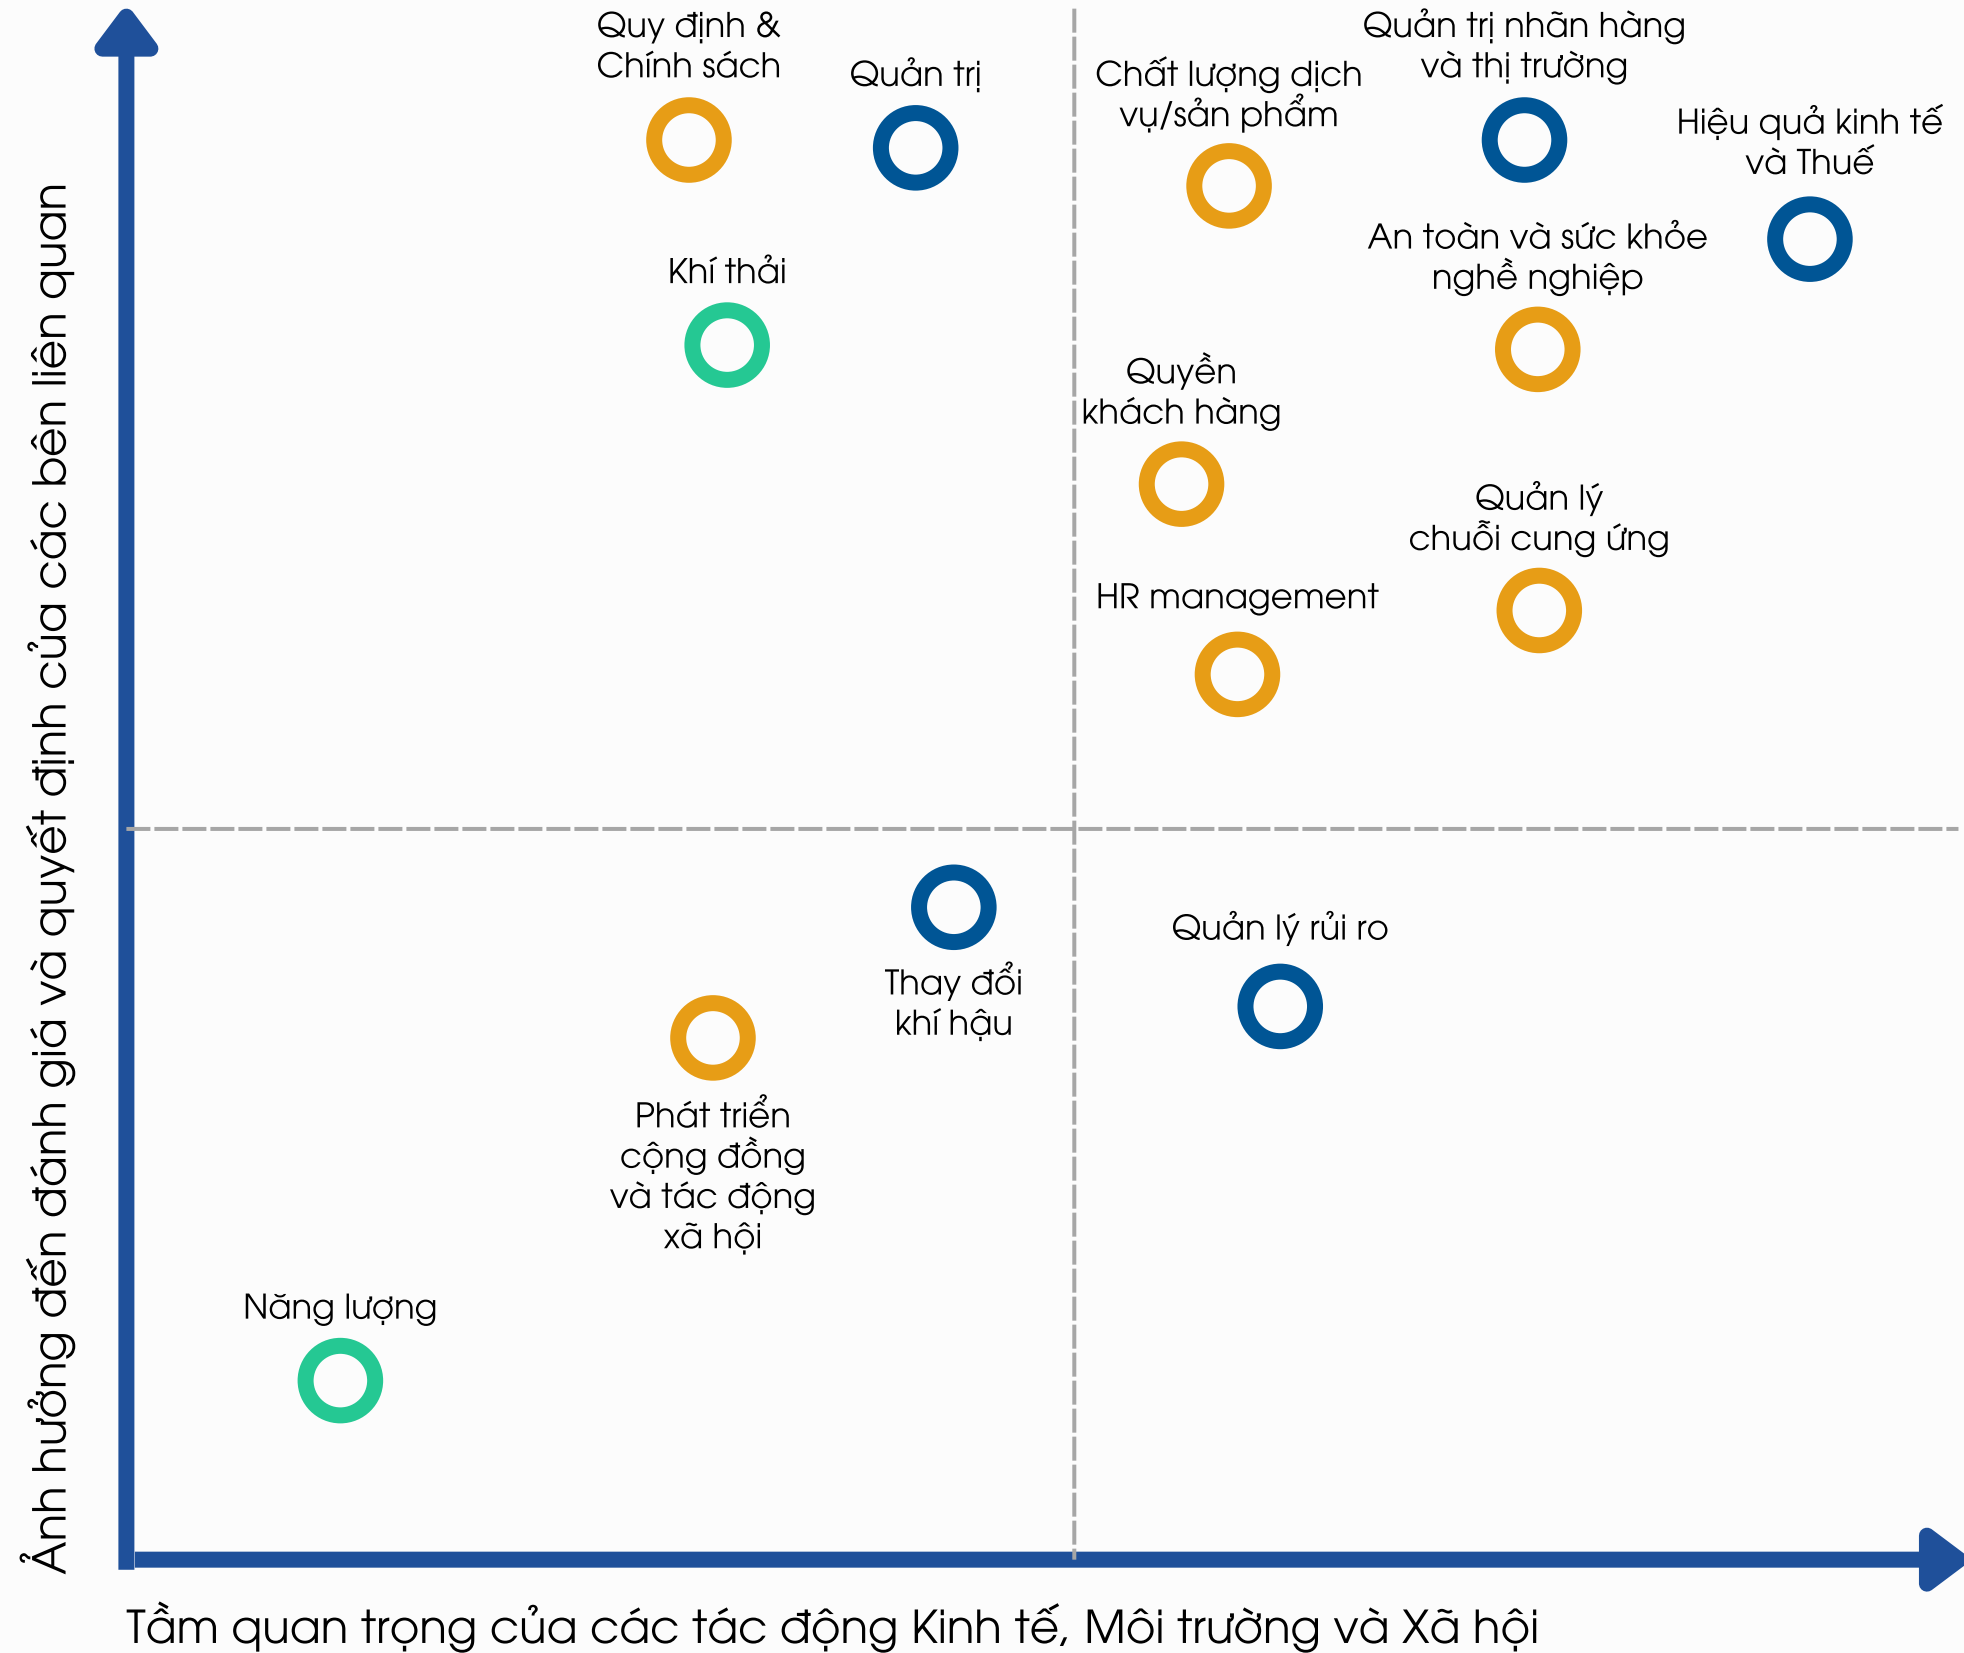 Quy định &
Chính sách
Quản trị
Chất lượng dịch
vụ/sản phẩm
Quản trị nhãn hàng
và thị trường
Hiệu quả kinh tế
và Thuế
Khí thải
An toàn và sức khỏe
nghề nghiệp
Quyền
khách hàng
Quản lý
chuỗi cung ứng
HR management
Thay đổi
khí hậu
Quản lý rủi ro
Phát triển
cộng đồng
và tác động
xã hội
Năng lượng
Ảnh hưởng đến đánh giá và quyết định của các bên liên quan
Tầm quan trọng của các tác động Kinh tế, Môi trường và Xã hội